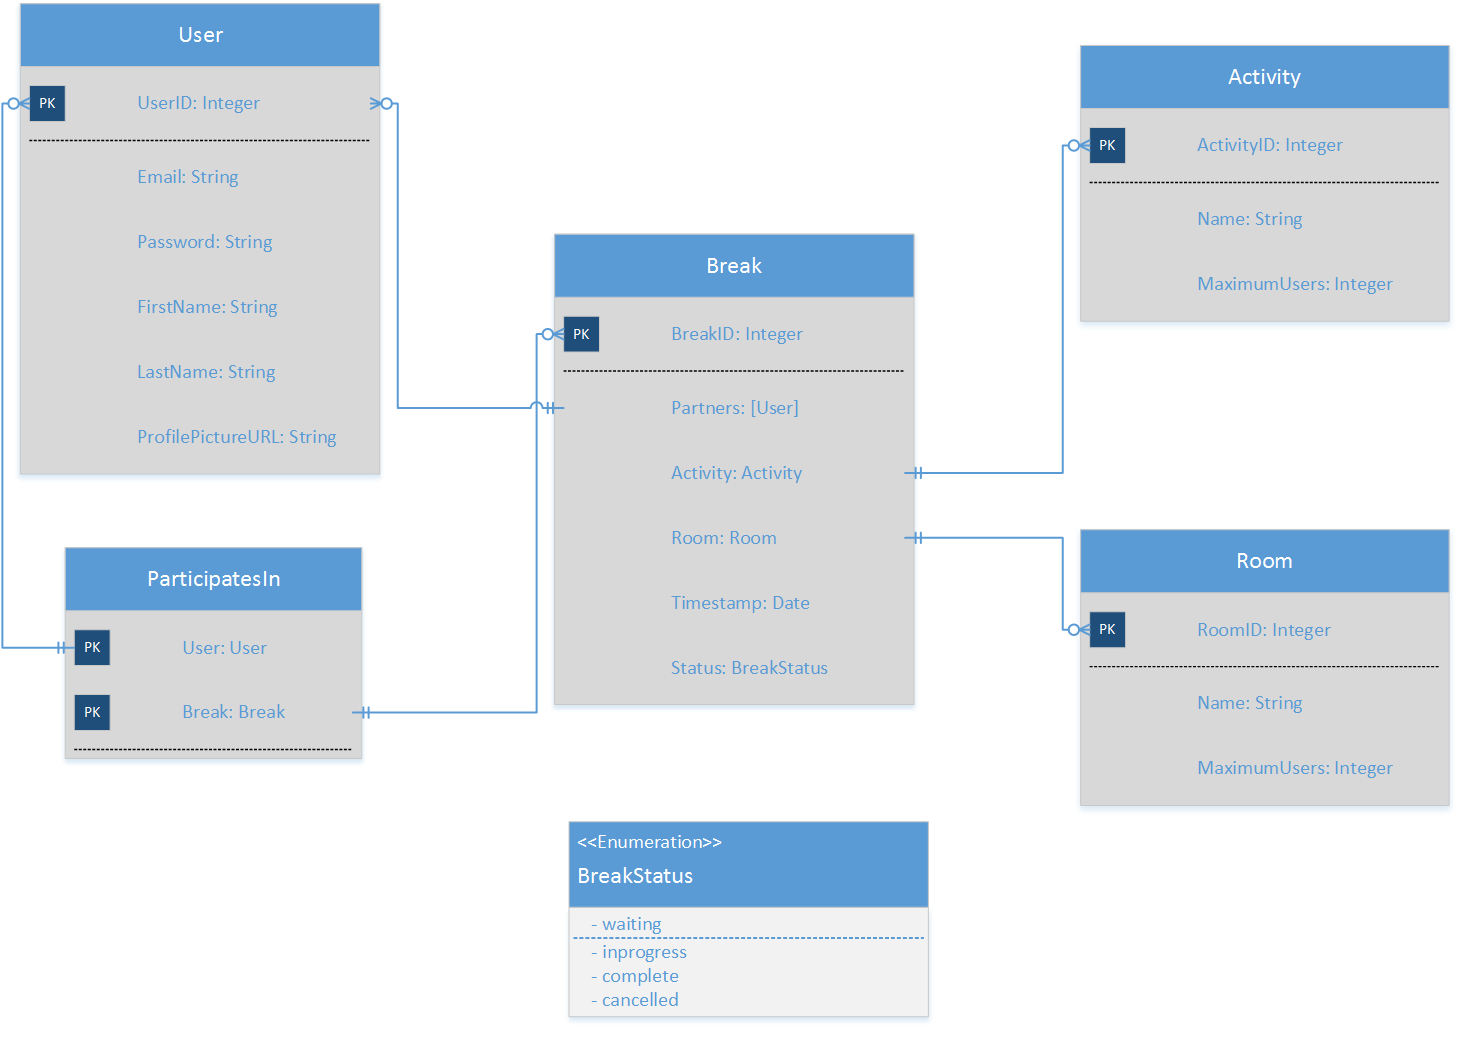 User
PK
UserID: Integer
Email: String
Password: String
FirstName: String
LastName: String
ProfilePictureURL: String
Activity
PK
ActivityID: Integer
Name: String
MaximumUsers: Integer
Break
PK
BreakID: Integer
Partners: [User]
Activity: Activity
Room: Room
Timestamp: Date
Status: BreakStatus
ParticipatesIn
PK
User: User
PK
Break: Break
Room
PK
RoomID: Integer
Name: String
MaximumUsers: Integer
<<Enumeration>>
BreakStatus
- waiting
- inprogress
- complete
- cancelled